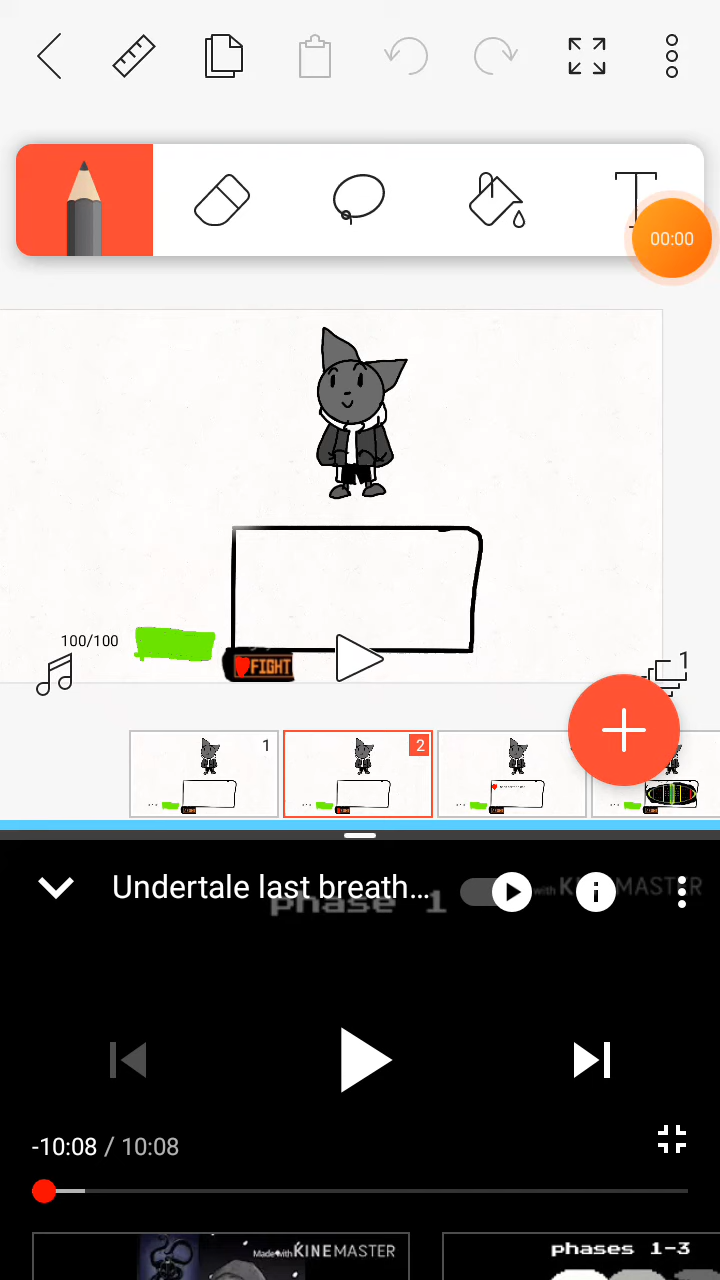 00:00
100/100
FIGHT
1
1
2
Undertale last breath...
phase 1
with KINEMASTER
-10:08 / 10:08
Made with KINEMASTER
phases 1-3